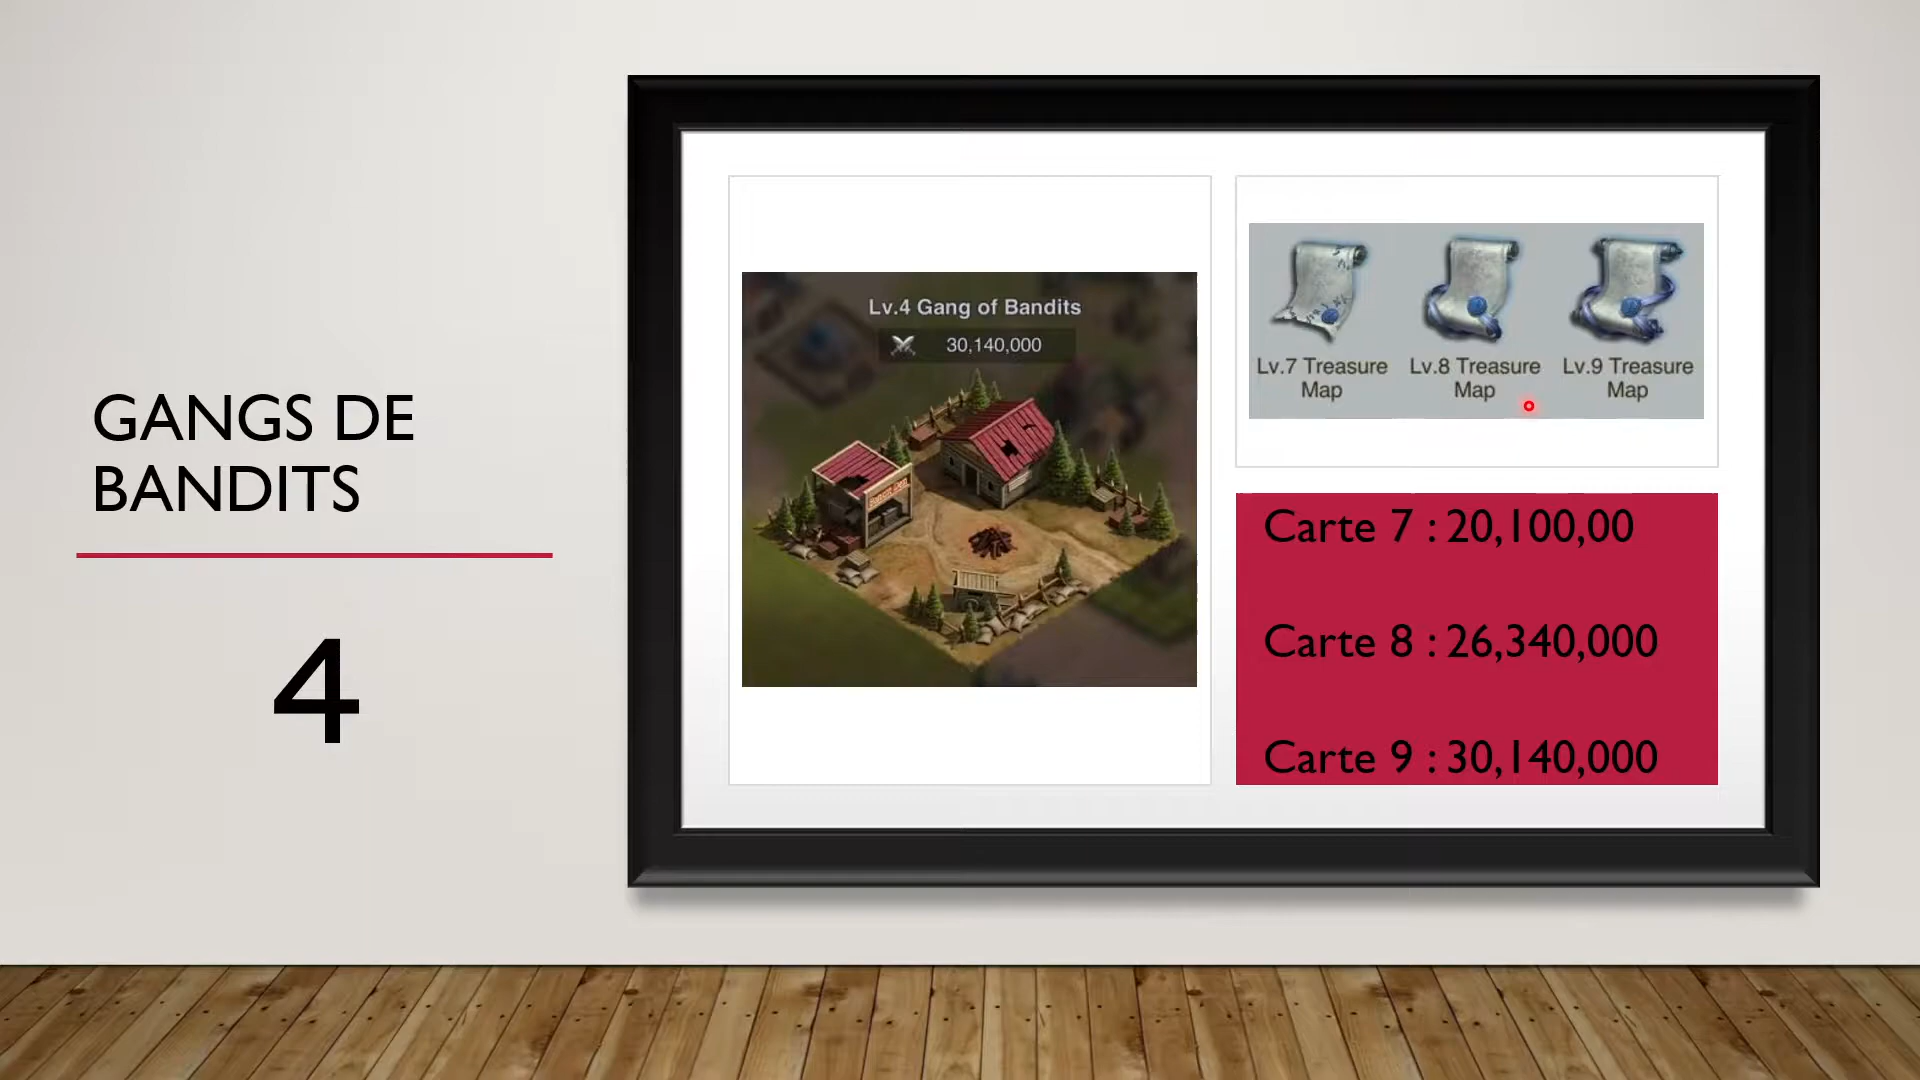 GANGS DE
BANDITS
4
Lv.4 Gang of Bandits
30,140,000
Bandit Den
Lv.7 Treasure
Map
Lv.8 Treasure
Map
Lv.9 Treasure
Map
Carte 7 : 20,100,00
Carte 8 : 26,340,000
Carte 9 : 30,140,000